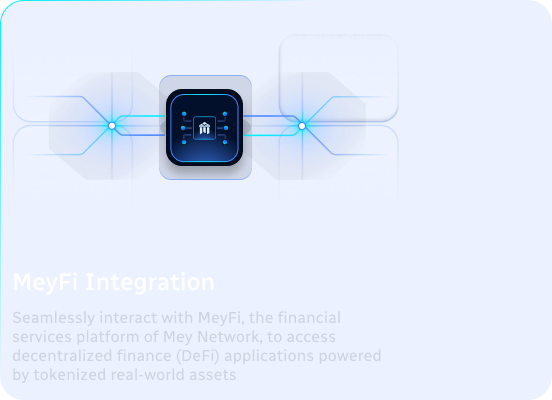 MeyFi Integration
Seamlessly interact with MeyFi, the financial
services platform of Mey Network, to access
decentralized finance (DeFi) applications powered
by tokenized real-world assets